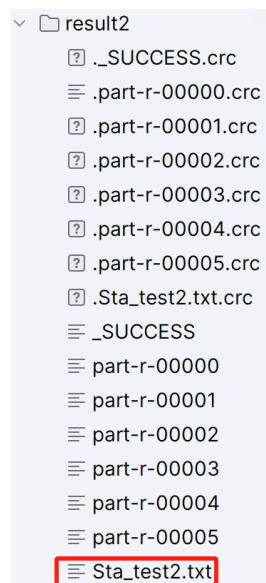 result2
._SUCCESS.crc
.part-r-00000.crc
.part-r-00001.crc
.part-r-00002.crc
.part-r-00003.crc
.part-r-00004.crc
.part-r-00005.crc
.Sta_test2.txt.crc
_SUCCESS
part-r-00000
part-r-00001
part-r-00002
part-r-00003
part-r-00004
part-r-00005
Sta_test2.txt